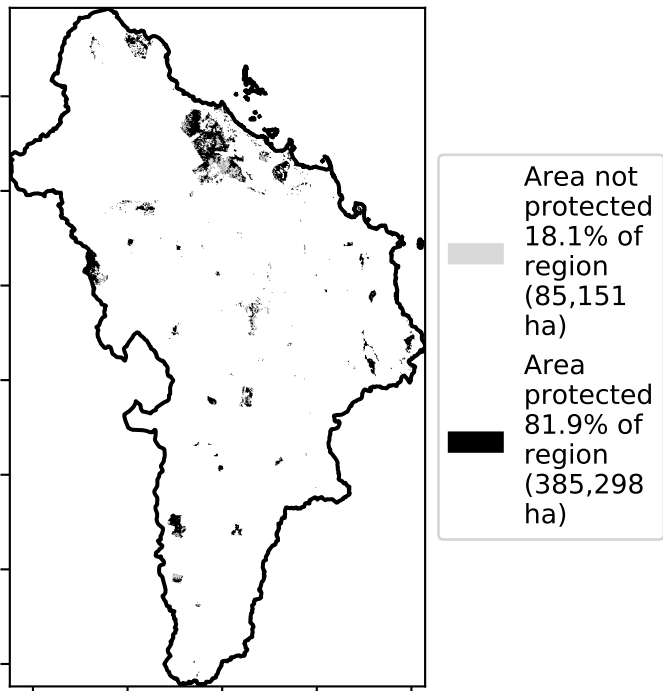 Area not
protected
18.1% of
region
(85,151
ha)
Area
protected
81.9% of
region
(385,298
ha)